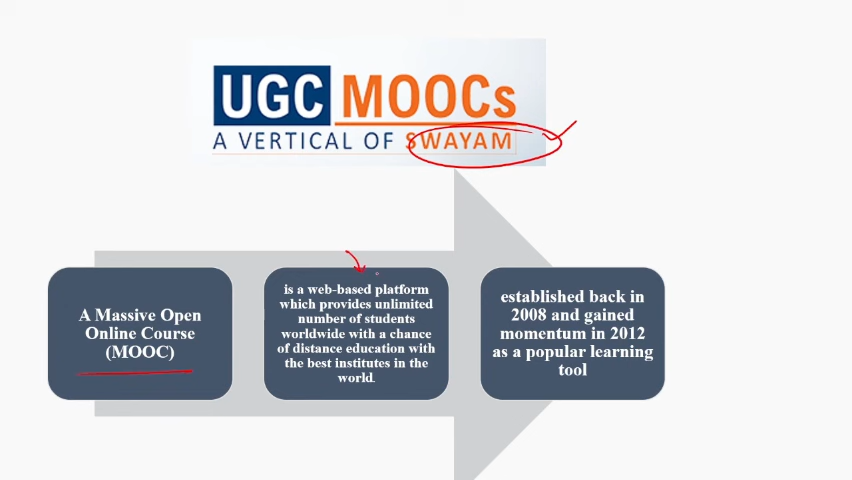 UGC MOOCs
A VERTICAL OF SWAYAM
A Massive Open
Online Course
(MOOC)
is a web-based platform
which provides unlimited
number of students
worldwide with a chance
of distance education with
the best institutes in the
world.
established back in
2008 and gained
momentum in 2012
as a popular learning
tool